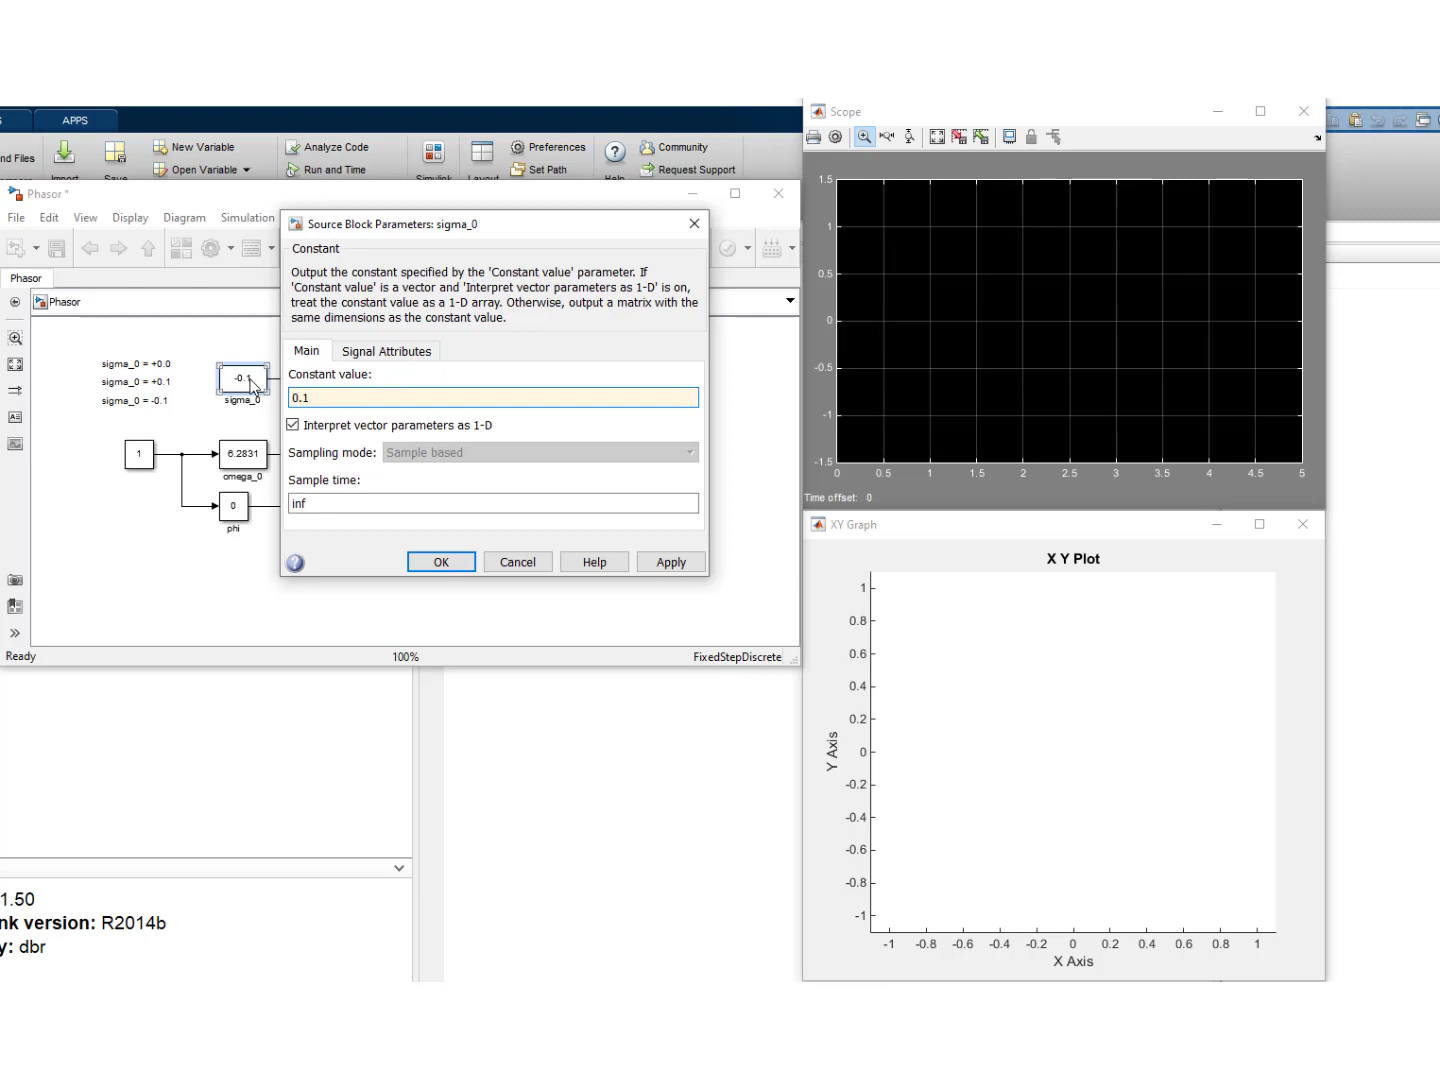 APPS
nd Files
Import
Save
New Variable
Open Variable
Analyze Code
Run and Time
Simulink
Layout
Preferences
Set Path
Help
Community
Request Support
Phasor *
File Edit View Display Diagram Simulation
Phasor
Phasor
sigma_0 = +0.0
sigma_0 = +0.1
sigma_0 = -0.1
-0.1
sigma_0
1
6.2831
omega_0
0
phi
Ready
100%
FixedStepDiscrete
Source Block Parameters: sigma_0
Constant
Output the constant specified by the 'Constant value' parameter. If
'Constant value' is a vector and 'Interpret vector parameters as 1-D' is on,
treat the constant value as a 1-D array. Otherwise, output a matrix with the
same dimensions as the constant value.
Main Signal Attributes
Constant value:
0.1
Interpret vector parameters as 1-D
Sampling mode: Sample based
Sample time:
inf
OK Cancel Help Apply
1.50
nk version: R2014b
y: dbr
Scope
1.5
1
0.5
0
-0.5
-1
-1.5
0 0.5 1 1.5 2 2.5 3 3.5 4 4.5 5
Time offset: 0
XY Graph
X Y Plot
1
0.8
0.6
0.4
0.2
0
-0.2
-0.4
-0.6
-0.8
-1
Y Axis
-1 -0.8 -0.6 -0.4 -0.2 0 0.2 0.4 0.6 0.8 1
X Axis